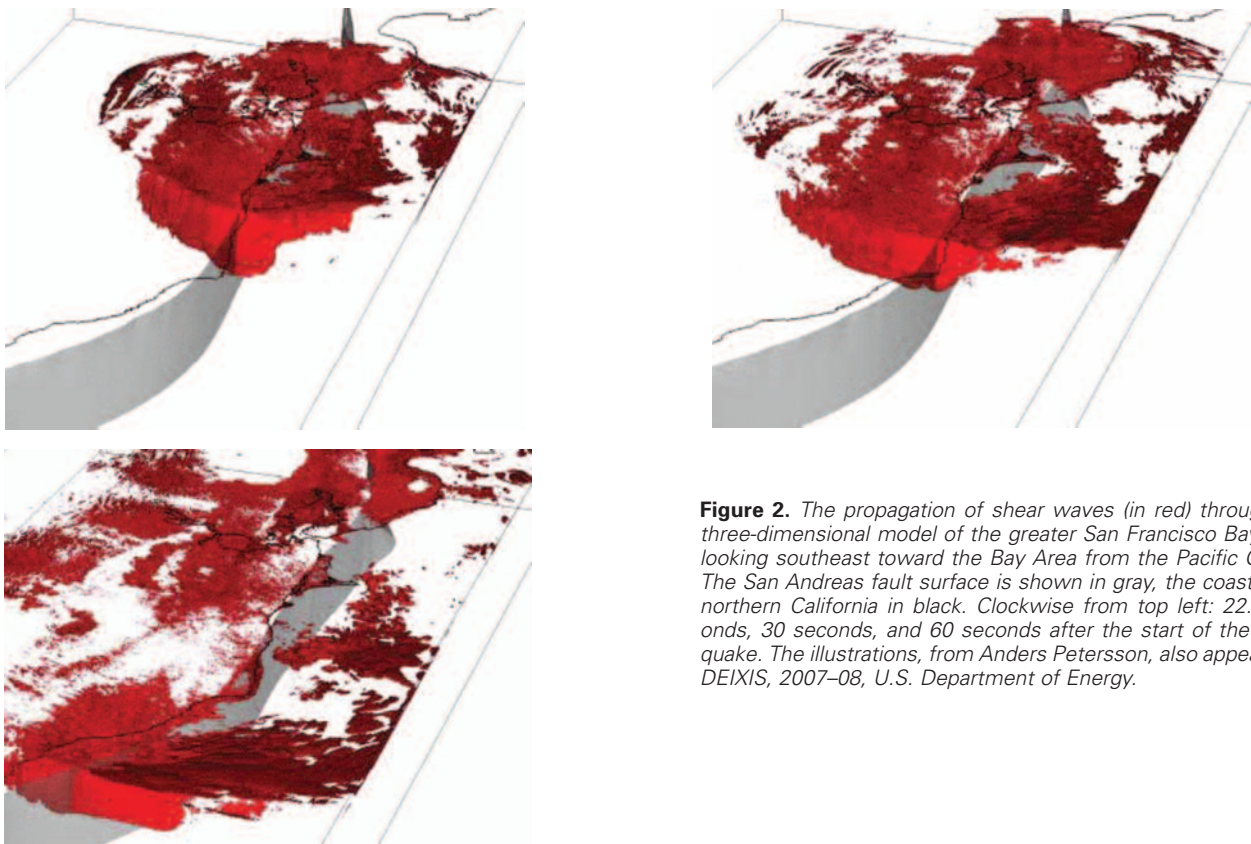 Figure 2. The propagation of shear waves (in red) throu
three-dimensional model of the greater San Francisco Bay
looking southeast toward the Bay Area from the Pacific
The San Andreas fault surface is shown in gray, the coast
northern California in black. Clockwise from top left: 22.
onds, 30 seconds, and 60 seconds after the start of the
quake. The illustrations, from Anders Petersson, also appea
DEIXIS, 2007–08, U.S. Department of Energy.